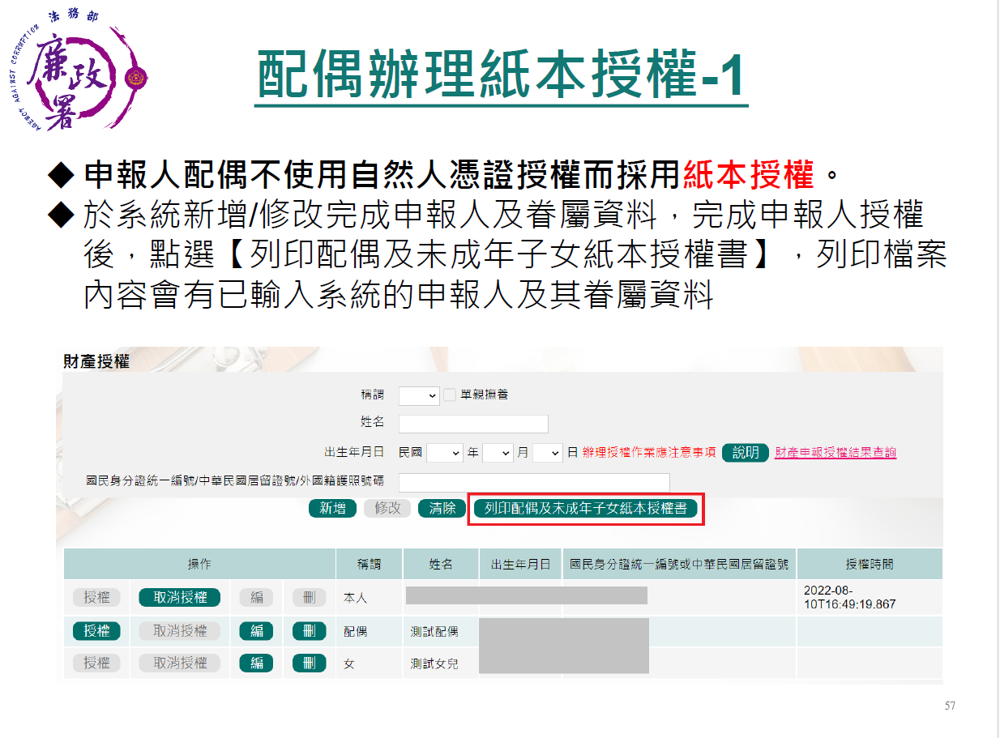 法務部
廉政署
AGENCY AGAINST CORRUPTION
配偶辦理紙本授權-1
◆ 申報人配偶不使用自然人憑證授權而採用紙本授權。
◆ 於系統新增/修改完成申報人及眷屬資料，完成申報人授權
後，點選【列印配偶及未成年子女紙本授權書】，列印檔案
內容會有已輸入系統的申報人及其眷屬資料
財產授權
稱謂 單親撫養
姓名
出生年月日 民國 年 月 日 辦理授權作業應注意事項 說明 財產申報授權結果查詢
國民身分證統一編號/中華民國居留證號/外國籍護照號碼
新增 修改 清除 列印配偶及未成年子女紙本授權書
操作 稱謂 姓名 出生年月日 國民身分證統一編號或中華民國居留證號 授權時間
授權 取消授權 編 刪 本人 2022-08-
10T16:49:19.867
授權 取消授權 編 刪 配偶 測試配偶
授權 取消授權 編 刪 女 測試女兒
57